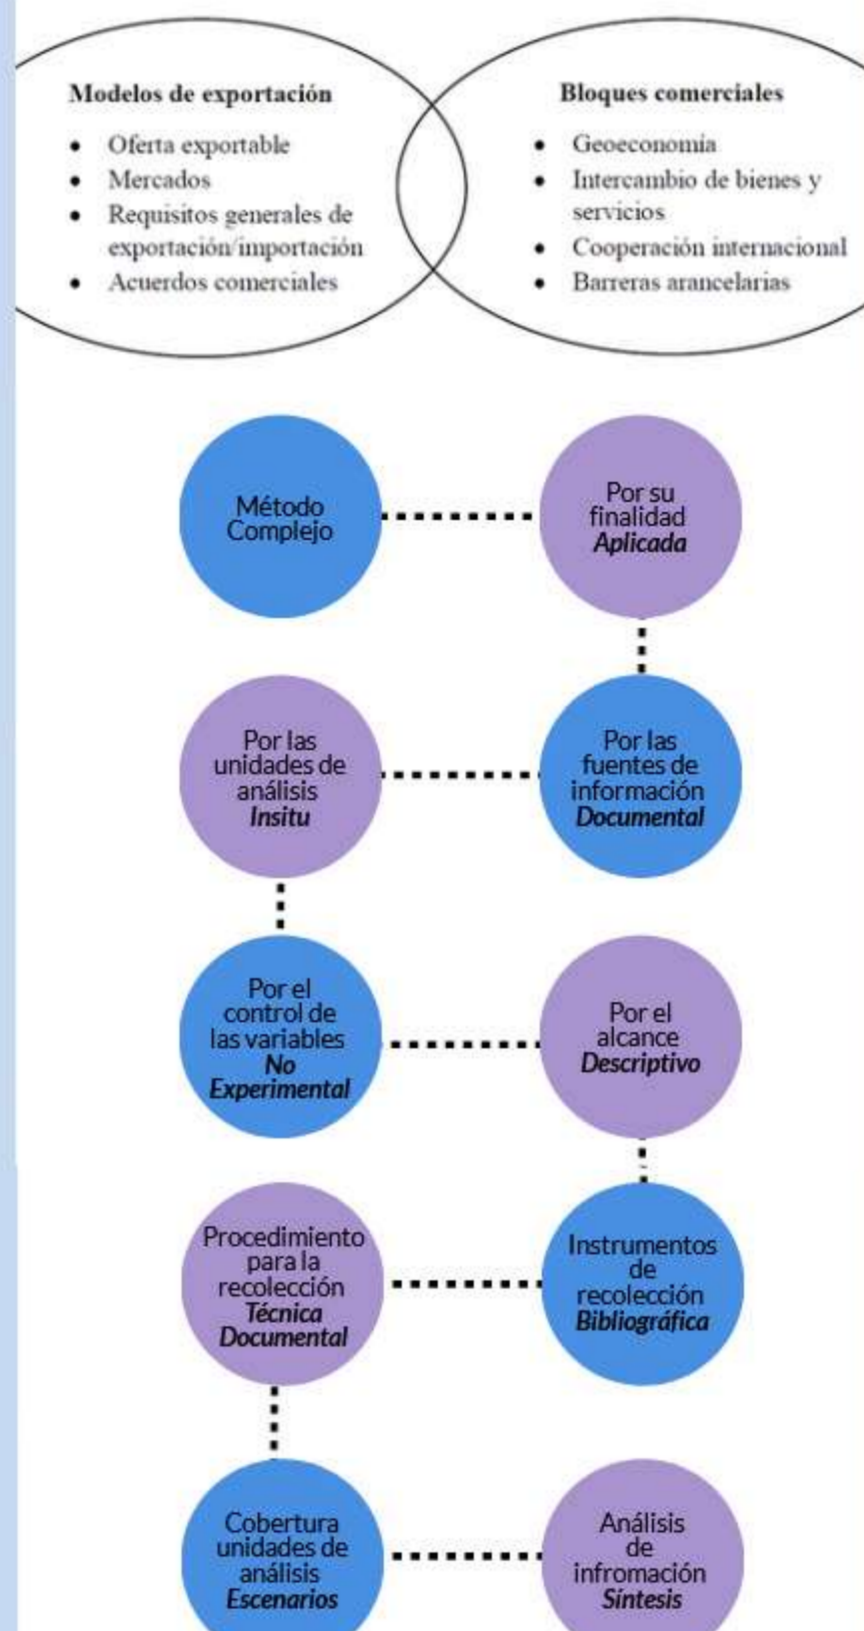 Modelos de exportación
• Oferta exportable
• Mercados
• Requisitos generales de
exportación/importación
• Acuerdos comerciales
Bloques comerciales
• Geoeconomía
• Intercambio de bienes y
servicios
• Cooperación internacional
• Barreras arancelarias
Método
Complejo
Por su
finalidad
Aplicada
Por las
unidades de
análisis
Insitu
Por las
fuentes de
información
Documental
Por el
control de
las variables
No
Experimental
Por el
alcance
Descriptivo
Procedimiento
para la
recolección
Técnica
Documental
Instrumentos
de
recolección
Bibliográfica
Cobertura
unidades de
análisis
Escenarios
Análisis
de
infromación
Síntesis